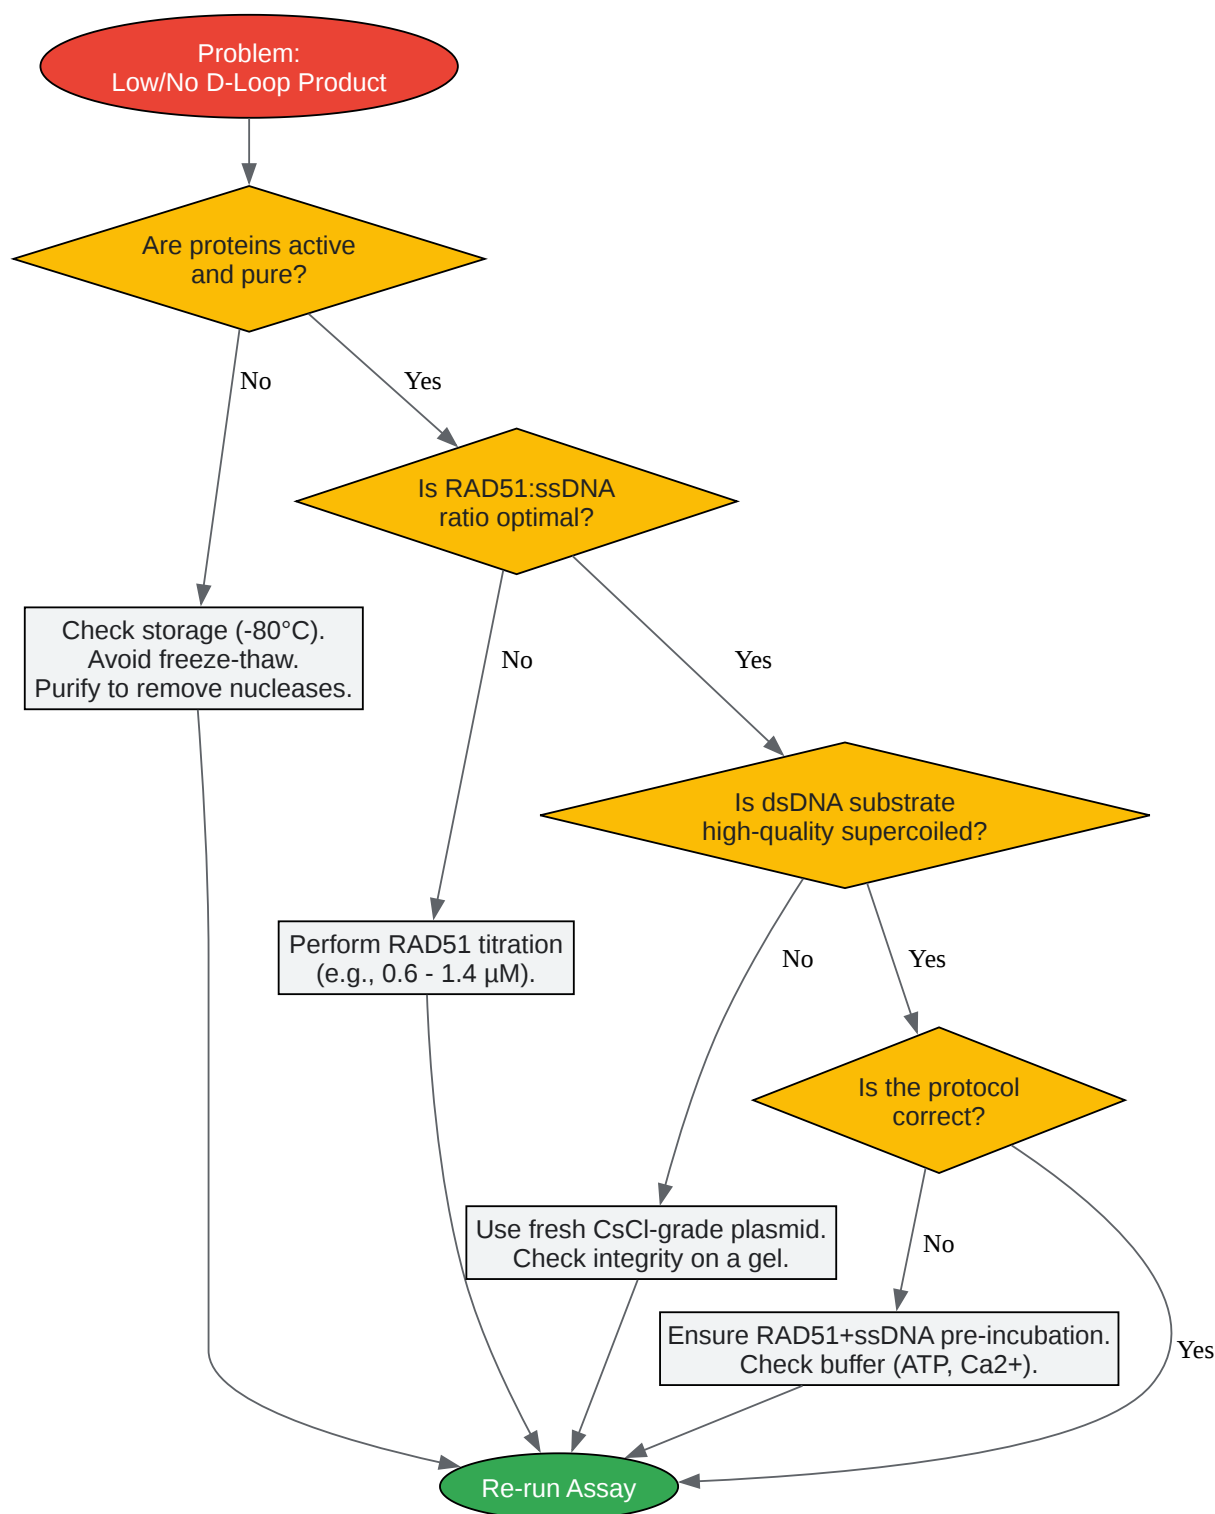 Problem:
Low/No D-Loop Product
Are proteins active
and pure?
No
Yes
Is RAD51:ssDNA
ratio optimal?
Check storage (-80°C).
Avoid freeze-thaw.
Purify to remove nucleases.
No
Yes
Is dsDNA substrate
high-quality supercoiled?
Perform RAD51 titration
(e.g., 0.6 - 1.4 µM).
No
Yes
Is the protocol
correct?
Use fresh CsCl-grade plasmid.
Check integrity on a gel.
No
Ensure RAD51+ssDNA pre-incubation.
Check buffer (ATP, Ca2+).
Yes
Re-run Assay